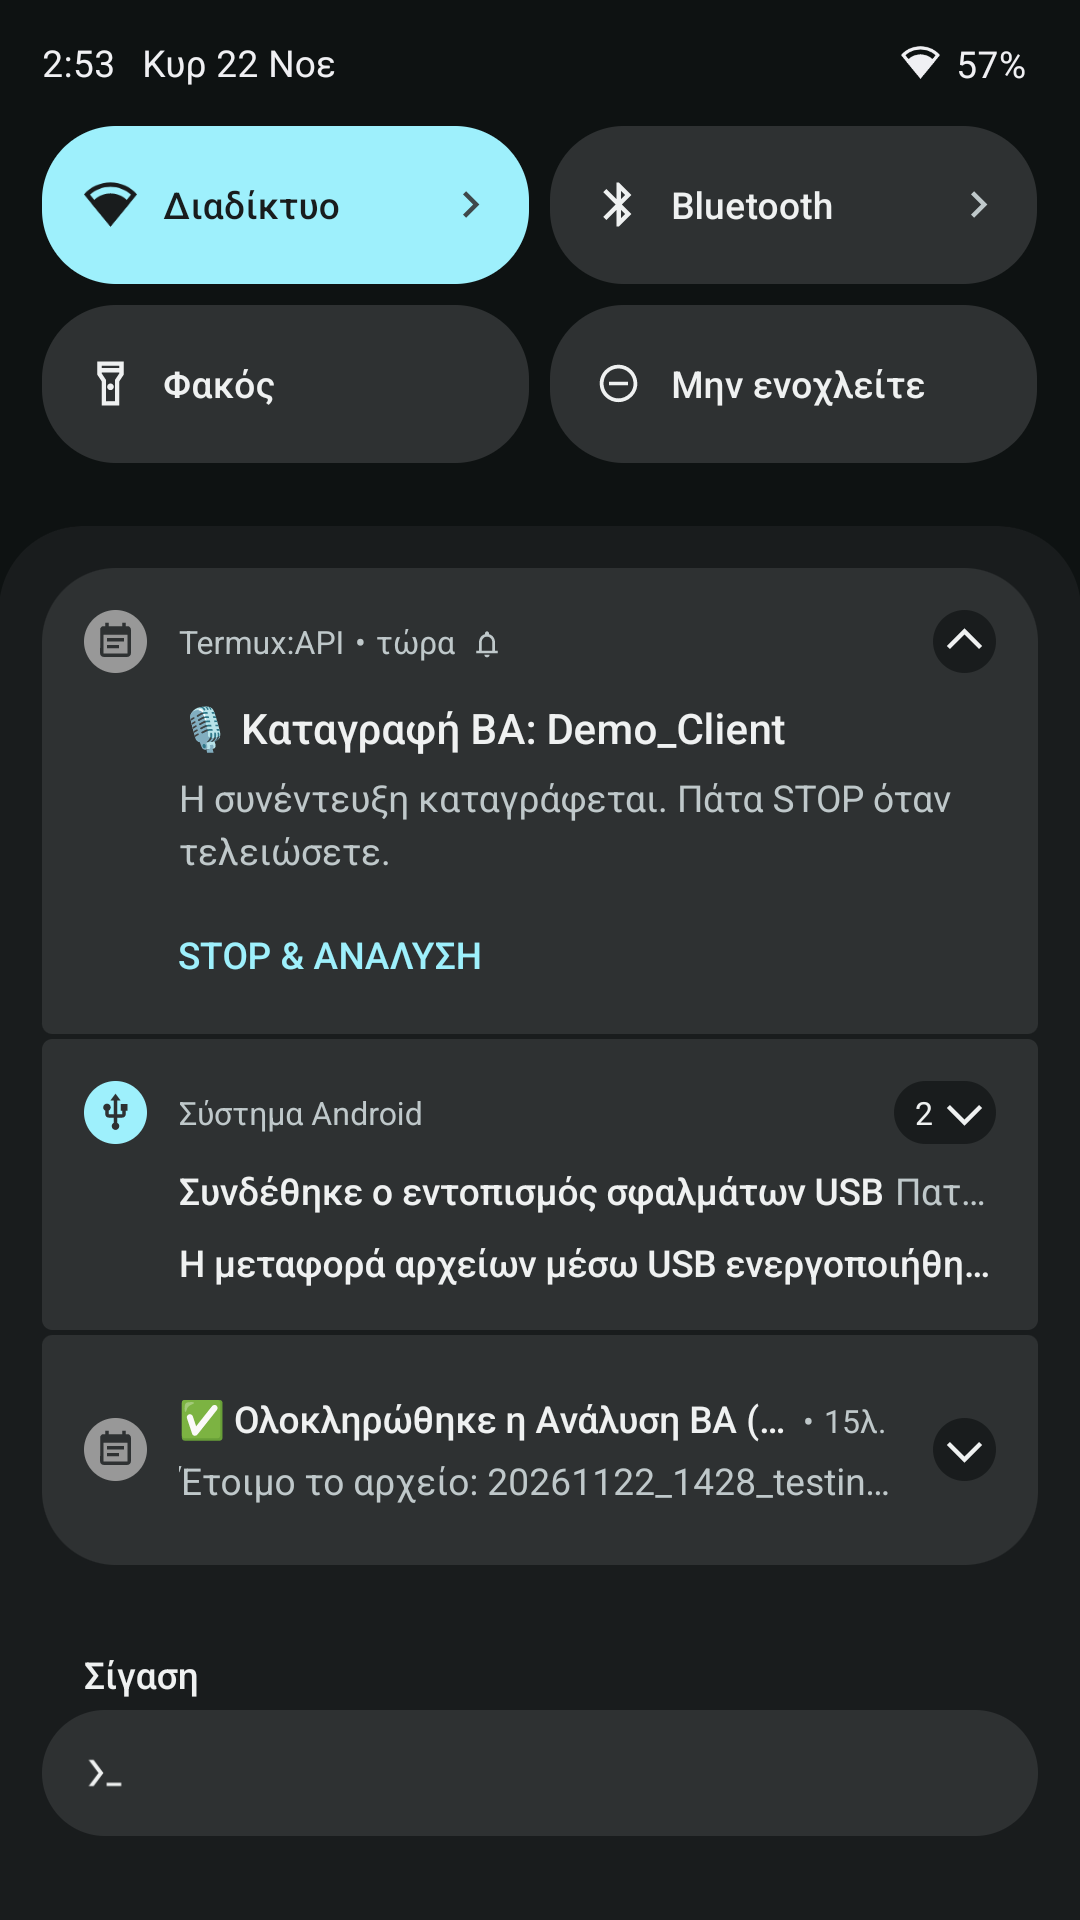 2:53 Κυρ 22 Νοε 57%
Διαδίκτυο
Bluetooth
Φακός
Μην ενοχλείτε
Termux:API • τώρα
🎙️ Καταγραφή BA: Demo_Client
Η συνέντευξη καταγράφεται. Πάτα STOP όταν
τελειώσετε.
STOP & ΑΝΑΛΥΣΗ
Σύστημα Android 2
Συνδέθηκε ο εντοπισμός σφαλμάτων USB Πατ…
Η μεταφορά αρχείων μέσω USB ενεργοποιήθη…
✅ Ολοκληρώθηκε η Ανάλυση BA (… • 15λ.
Έτοιμο το αρχείο: 20261122_1428_testin…
Σίγαση